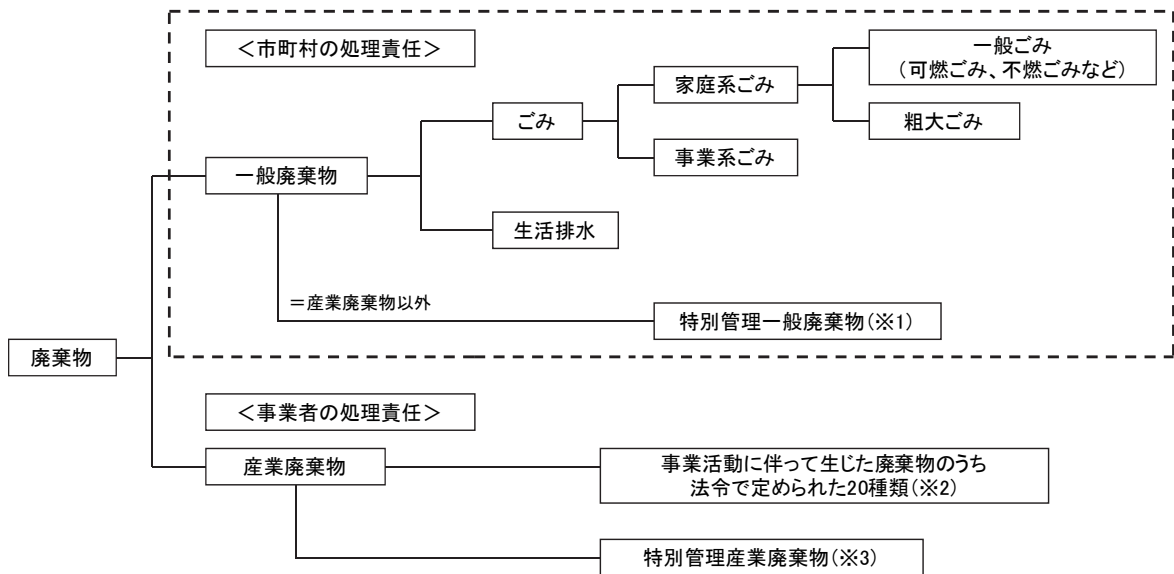 ＜市町村の処理責任＞
一般ごみ
（可燃ごみ、不燃ごみなど）
家庭系ごみ
ごみ
粗大ごみ
事業系ごみ
一般廃棄物
生活排水
＝産業廃棄物以外
特別管理一般廃棄物（※1）
廃棄物
＜事業者の処理責任＞
産業廃棄物
事業活動に伴って生じた廃棄物のうち
法令で定められた20種類（※2）
特別管理産業廃棄物（※3）